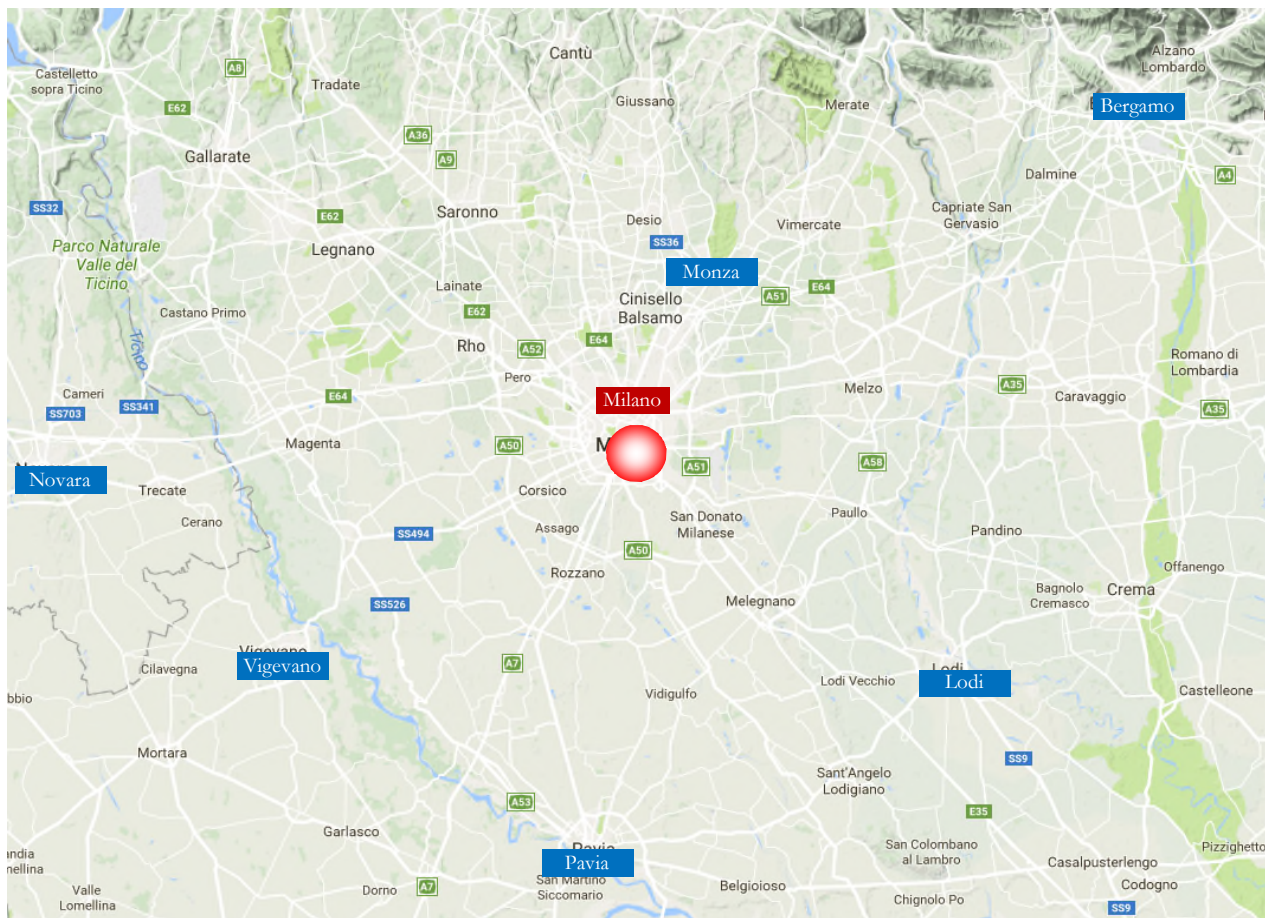 Cantù
Alzano
Lombardo
A8
Castelletto
sopra Ticino
Tradate
Giussano
Merate
Bergamo
E62
A36
A9
Gallarate
Dalmine
A4
SS32
E62
Saronno
Desio
Vimercate
Capriate San
Gervasio
Parco Naturale
Valle del
Ticino
Legnano
SS36
Monza
Lainate
Cinisello
Balsamo
A51
E64
Castano Primo
E62
Rho
A52
E64
Ticino
Romano di
Lombardia
Pero
Cameri
SS703
SS341
E64
Milano
Melzo
A35
Caravaggio
A35
Magenta
A50
M
A51
A58
Novara
Trecate
Corsico
Cerano
SS494
Assago
San Donato
Milanese
Paullo
Pandino
A50
Rozzano
Offanengo
SS526
Melegnano
Bagnolo
Cremasco
Crema
Vigevano
Vigevano
Cilavegna
A7
Lodi
Lodi
Lodi Vecchio
Vidigulfo
bbio
Castelleone
Mortara
SS9
Sant'Angelo
Lodigiano
A53
E35
Garlasco
Pavia
Pavia
San Colombano
al Lambro
Pizzighetto
andia
mellina
Casalpusterlengo
Valle
Lomellina
Dorno
A7
San Martino
Siccomario
Belgioioso
Codogno
Chignolo Po
SS9